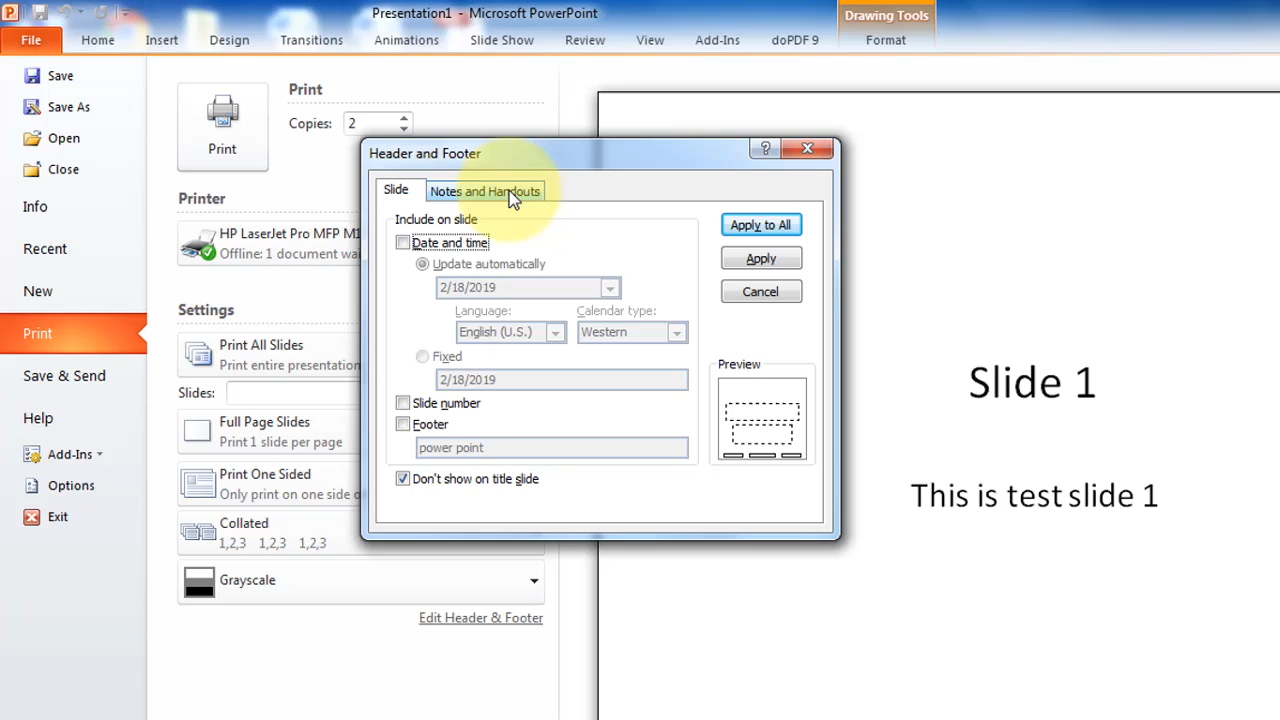 Presentation1 - Microsoft PowerPoint
Drawing Tools
File Home Insert Design Transitions Animations Slide Show Review View Add-Ins doPDF 9 Format
Save
Save As
Open
Close
Info
Recent
New
Print
Save & Send
Help
Add-Ins
Options
Exit
Print
Print
Copies: 2
Printer
HP LaserJet Pro MFP M1
Offline: 1 document wai
Settings
Print All Slides
Print entire presentation
Slides:
Full Page Slides
Print 1 slide per page
Print One Sided
Only print on one side o
Collated
1,2,3 1,2,3 1,2,3
Grayscale
Edit Header & Footer
Header and Footer
Slide Notes and Handouts
Include on slide
Date and time
Update automatically
2/18/2019
Language: Calendar type:
English (U.S.) Western
Fixed
2/18/2019
Slide number
Footer
power point
Don't show on title slide
Apply to All
Apply
Cancel
Preview
Slide 1
This is test slide 1